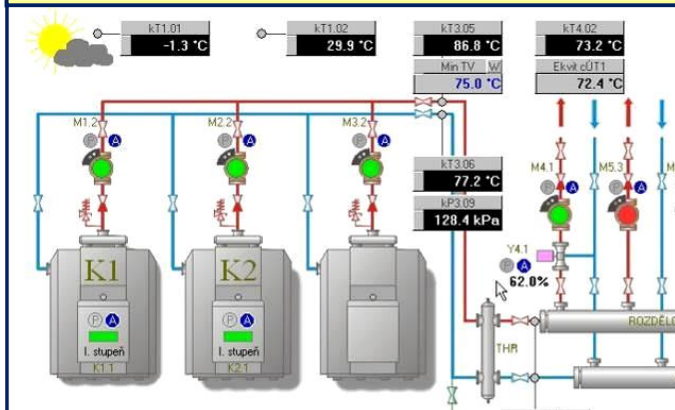 kT1.01
-1.3 °C
kT1.02
29.9 °C
kT3.05
86.8 °C
Min TV W
75.0 °C
kT4.02
73.2 °C
Ekvit cÚT1
72.4 °C
M1.2
P A
M2.2
P A
M3.2
P A
kT3.06
77.2 °C
kP3.09
128.4 kPa
M4.1
P A
M5.3
P A
M
Y4.1
P A
62.0%
K1
P A
I. stupeň
K1.1
K2
P A
I. stupeň
K2.1
THR
ROZDĚLO